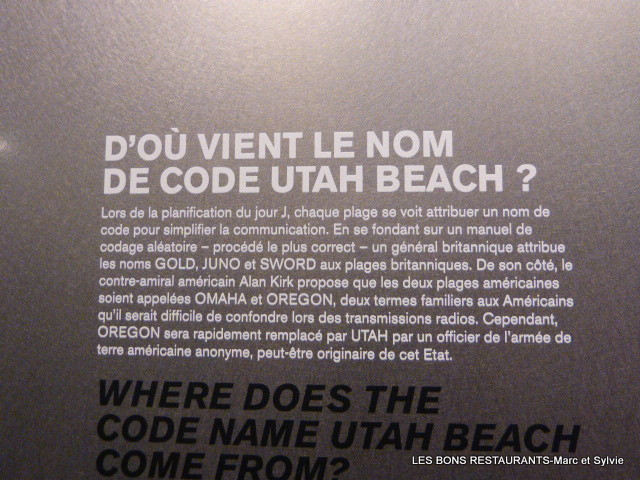 D'OÙ VIENT LE NOM
DE CODE UTAH BEACH ?
Lors de la planification du jour J, chaque plage se voit attribuer un nom de
code pour simplifier la communication. En se fondant sur un manuel de
codage aléatoire – procédé le plus correct – un général britannique attribue
les noms GOLD, JUNO et SWORD aux plages britanniques. De son côté, le
contre-amiral américain Alan Kirk propose que les deux plages américaines
soient appelées OMAHA et OREGON, deux termes familiers aux Américains
qu'il serait difficile de confondre lors des transmissions radios. Cependant,
OREGON sera rapidement remplacé par UTAH par un officier de l'armée de
terre américaine anonyme, peut-être originaire de cet Etat.
WHERE DOES THE
CODE NAME UTAH BEACH
COME FROM?
LES BONS RESTAURANTS-Marc et Sylvie